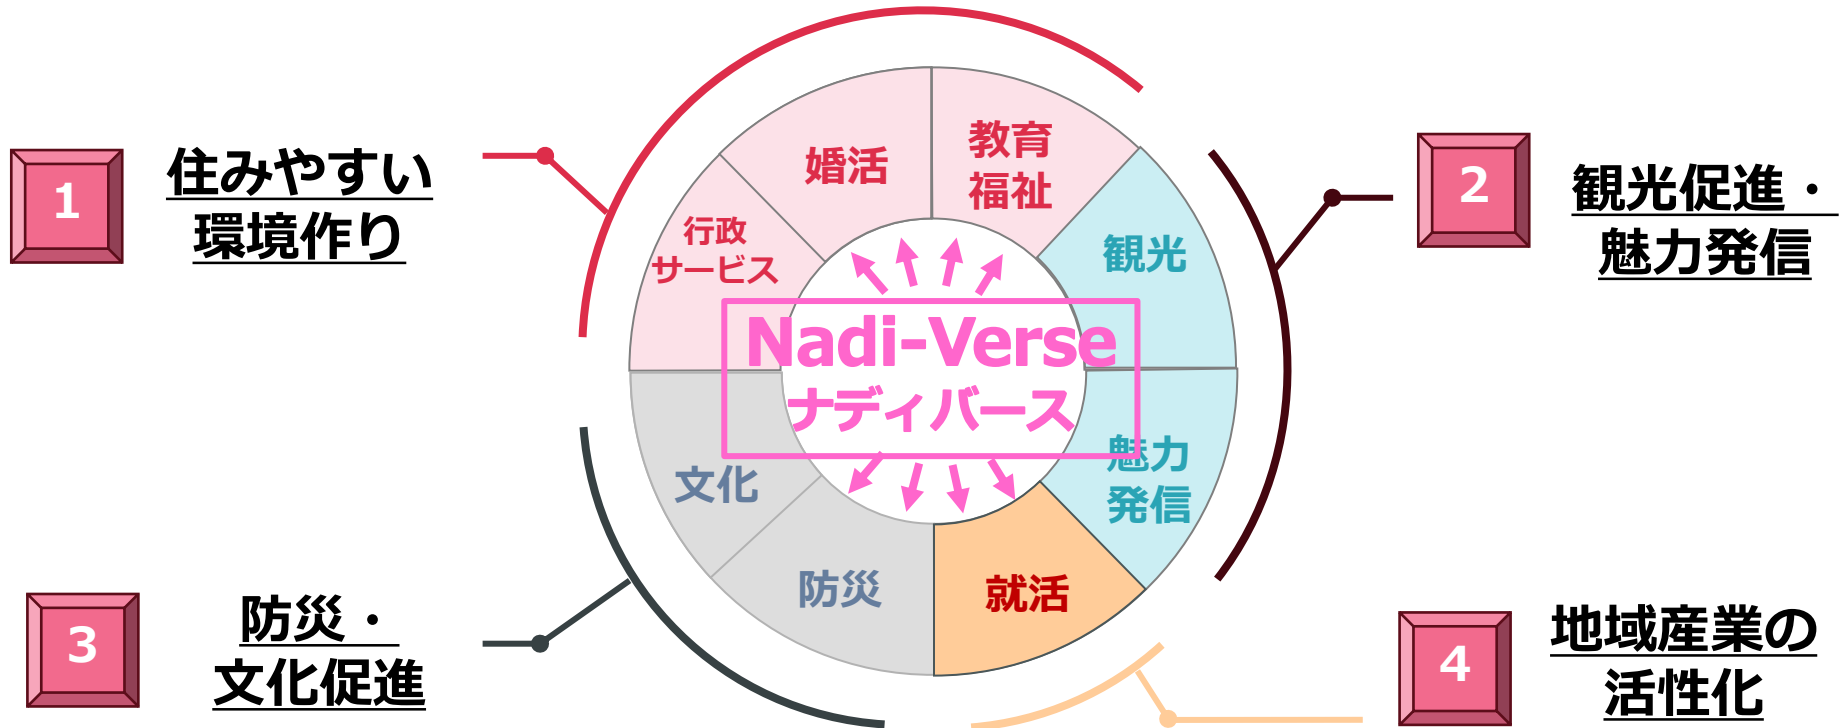 1
住みやすい
環境作り
2
観光促進・
魅力発信
婚活
教育
福祉
行政
サービス
観光
Nadi-Verse
ナディバース
文化
魅力
発信
防災
就活
3
防災・
文化促進
4
地域産業の
活性化